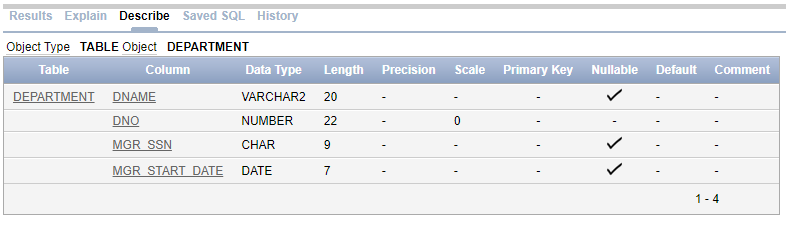 Results Explain Describe Saved SQL History
Object Type TABLE Object DEPARTMENT
Table Column Data Type Length Precision Scale Primary Key Nullable Default Comment
DEPARTMENT DNAME VARCHAR2 20 - - - ✓ - -
DNO NUMBER 22 - 0 - - - -
MGR_SSN CHAR 9 - - - ✓ - -
MGR_START_DATE DATE 7 - - - ✓ - -
1 - 4